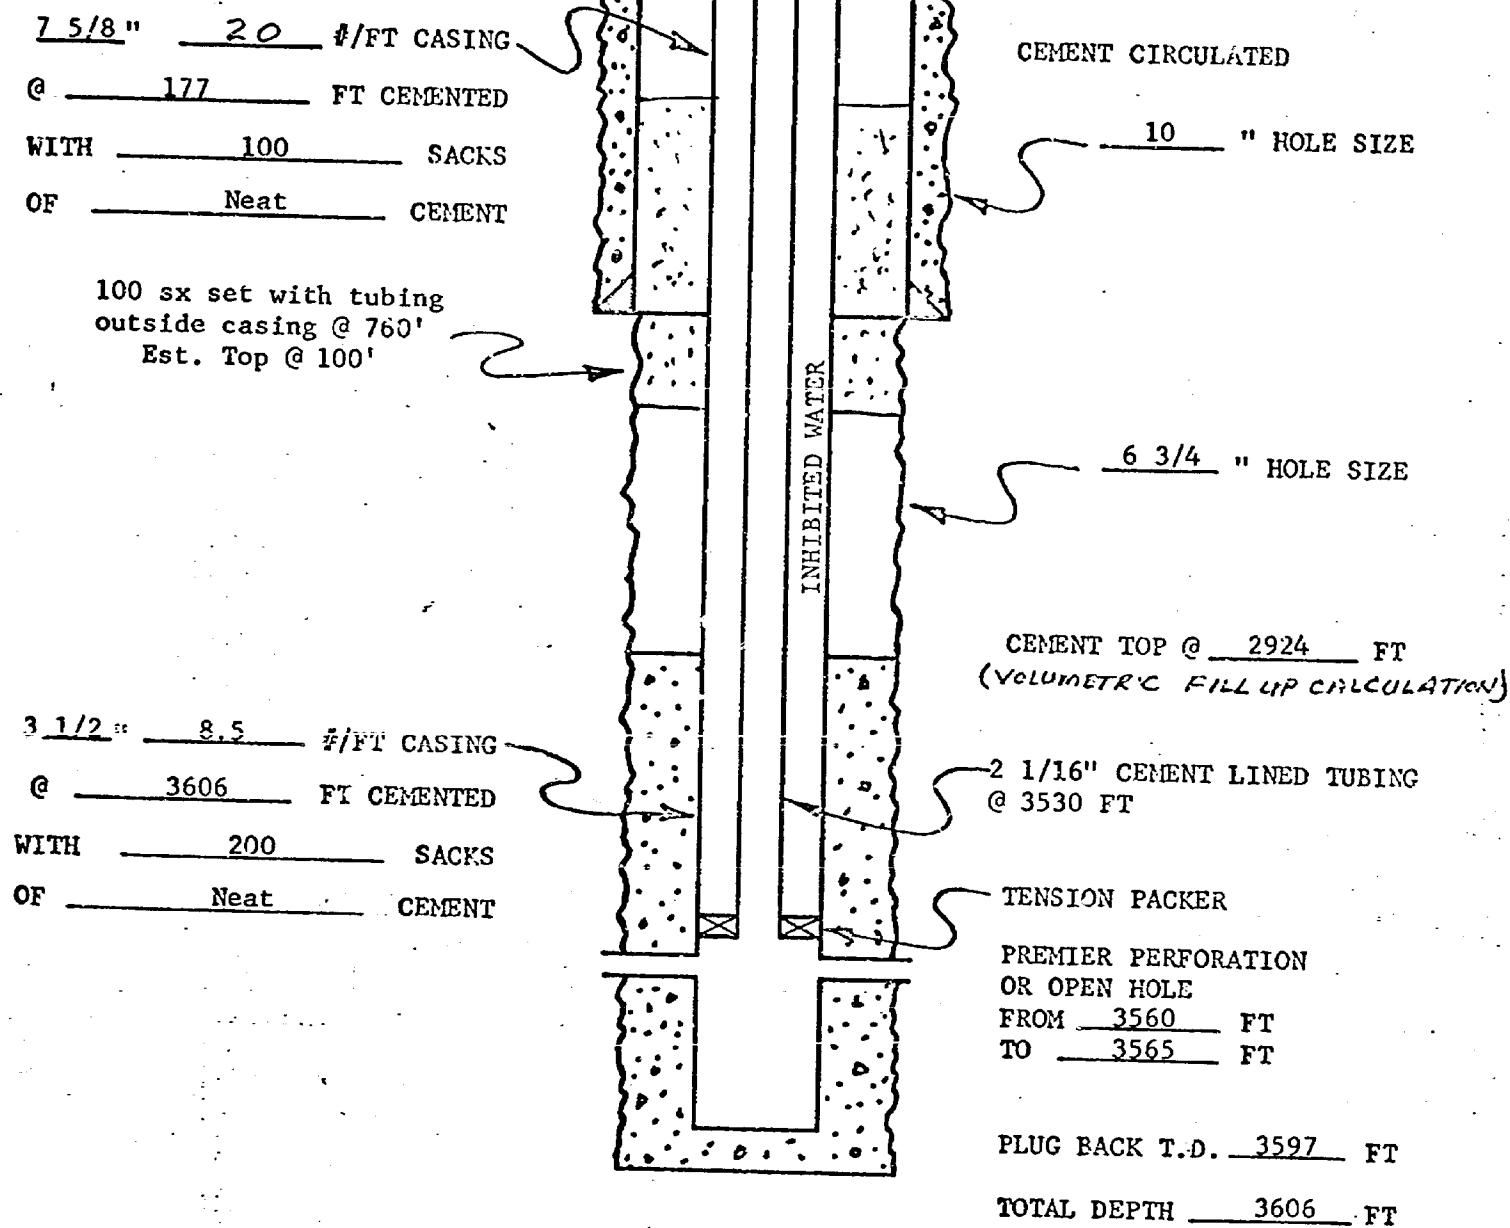 7 5/8" 20 #/FT CASING
@ 177 FT CEMENTED
WITH 100 SACKS
OF Neat CEMENT
100 sx set with tubing
outside casing @ 760'
Est. Top @ 100'
3 1/2" 8.5 #/FT CASING
@ 3606 FT CEMENTED
WITH 200 SACKS
OF Neat CEMENT
INHIBITED WATER
CEMENT CIRCULATED
10 " HOLE SIZE
6 3/4 " HOLE SIZE
CEMENT TOP @ 2924 FT
(VOLUMETRIC FILL UP CALCULATION)
2 1/16" CEMENT LINED TUBING
@ 3530 FT
TENSION PACKER
PREMIER PERFORATION
OR OPEN HOLE
FROM 3560 FT
TO 3565 FT
PLUG BACK T.D. 3597 FT
TOTAL DEPTH 3606 FT